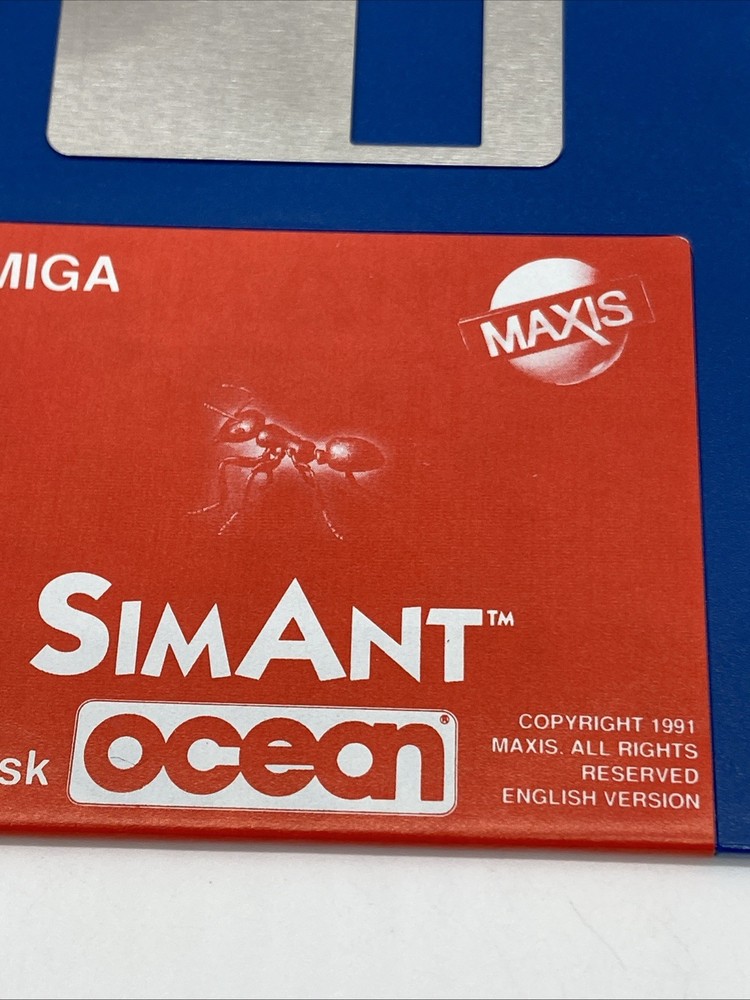 MIGA
MAXIS
SIMANT™
sk
ocean®
COPYRIGHT 1991
MAXIS. ALL RIGHTS
RESERVED
ENGLISH VERSION